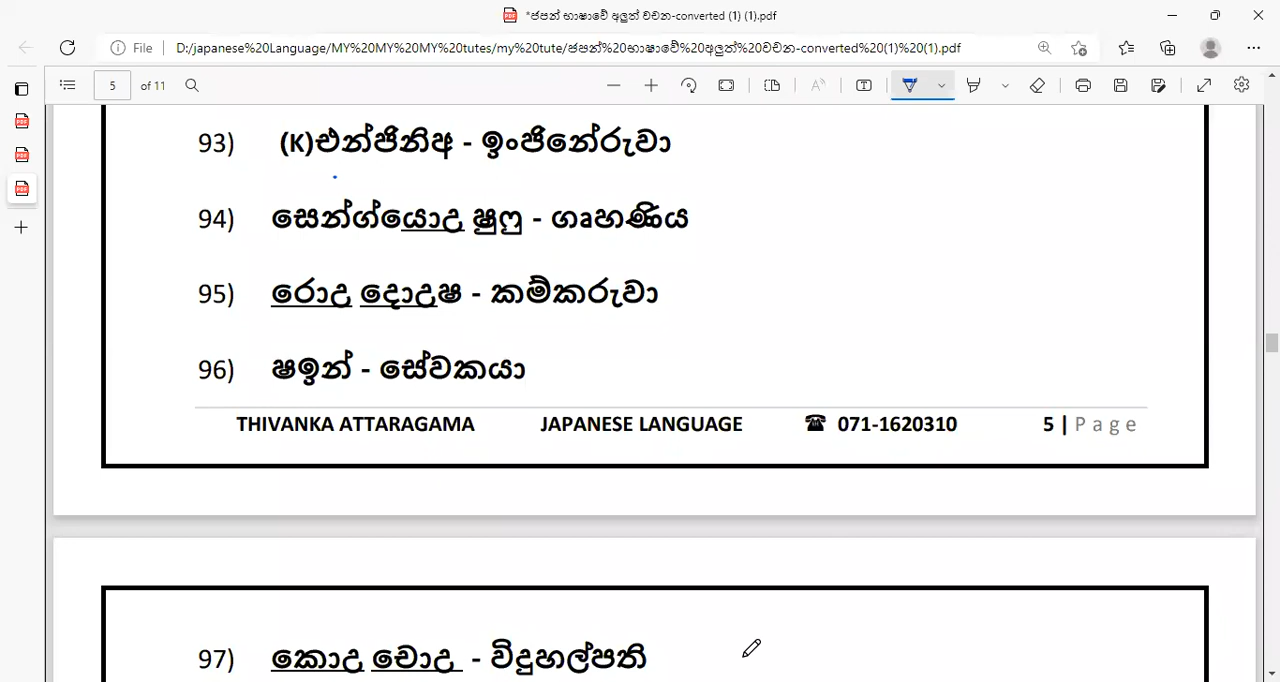 *ජපන් භාෂාවේ අලුත් වචන-converted (1) (1).pdf
File D:/japanese%20Language/MY%20MY%20MY%20tutes/my%20tute/ජපන්%20භාෂාවේ%20අලුත්%20වචන-converted%20(1)%20(1).pdf
5 of 11
93) (K)එන්ජිනිඅ - ඉංජිනේරුවා
94) සෙන්ග්යොඋ ෂුෆු - ගෘහණිය
95) රොඋ දොඋෂ - කම්කරුවා
96) ෂඉන් - සේවකයා
THIVANKA ATTARAGAMA JAPANESE LANGUAGE ☎ 071-1620310 5 | Page
97) කොඋ චොඋ - විදුහල්පති